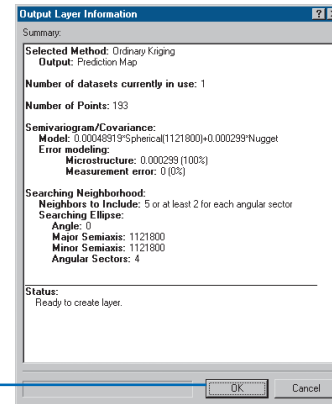 Output Layer Information
Summary:
Selected Method: Ordinary Kriging
Output: Prediction Map
Number of datasets currently in use: 1
Number of Points: 193
Semivariogram/Covariance:
Model: 0.00048919*Spherical(1121800)+0.000299*Nugget
Error modeling:
Microstructure: 0.000299 (100%)
Measurement error: 0 (0%)
Searching Neighborhood:
Neighbors to Include: 5 or at least 2 for each angular sector
Searching Ellipse:
Angle: 0
Major Semiaxis: 1121800
Minor Semiaxis: 1121800
Angular Sectors: 4
Status:
Ready to create layer.
OK Cancel